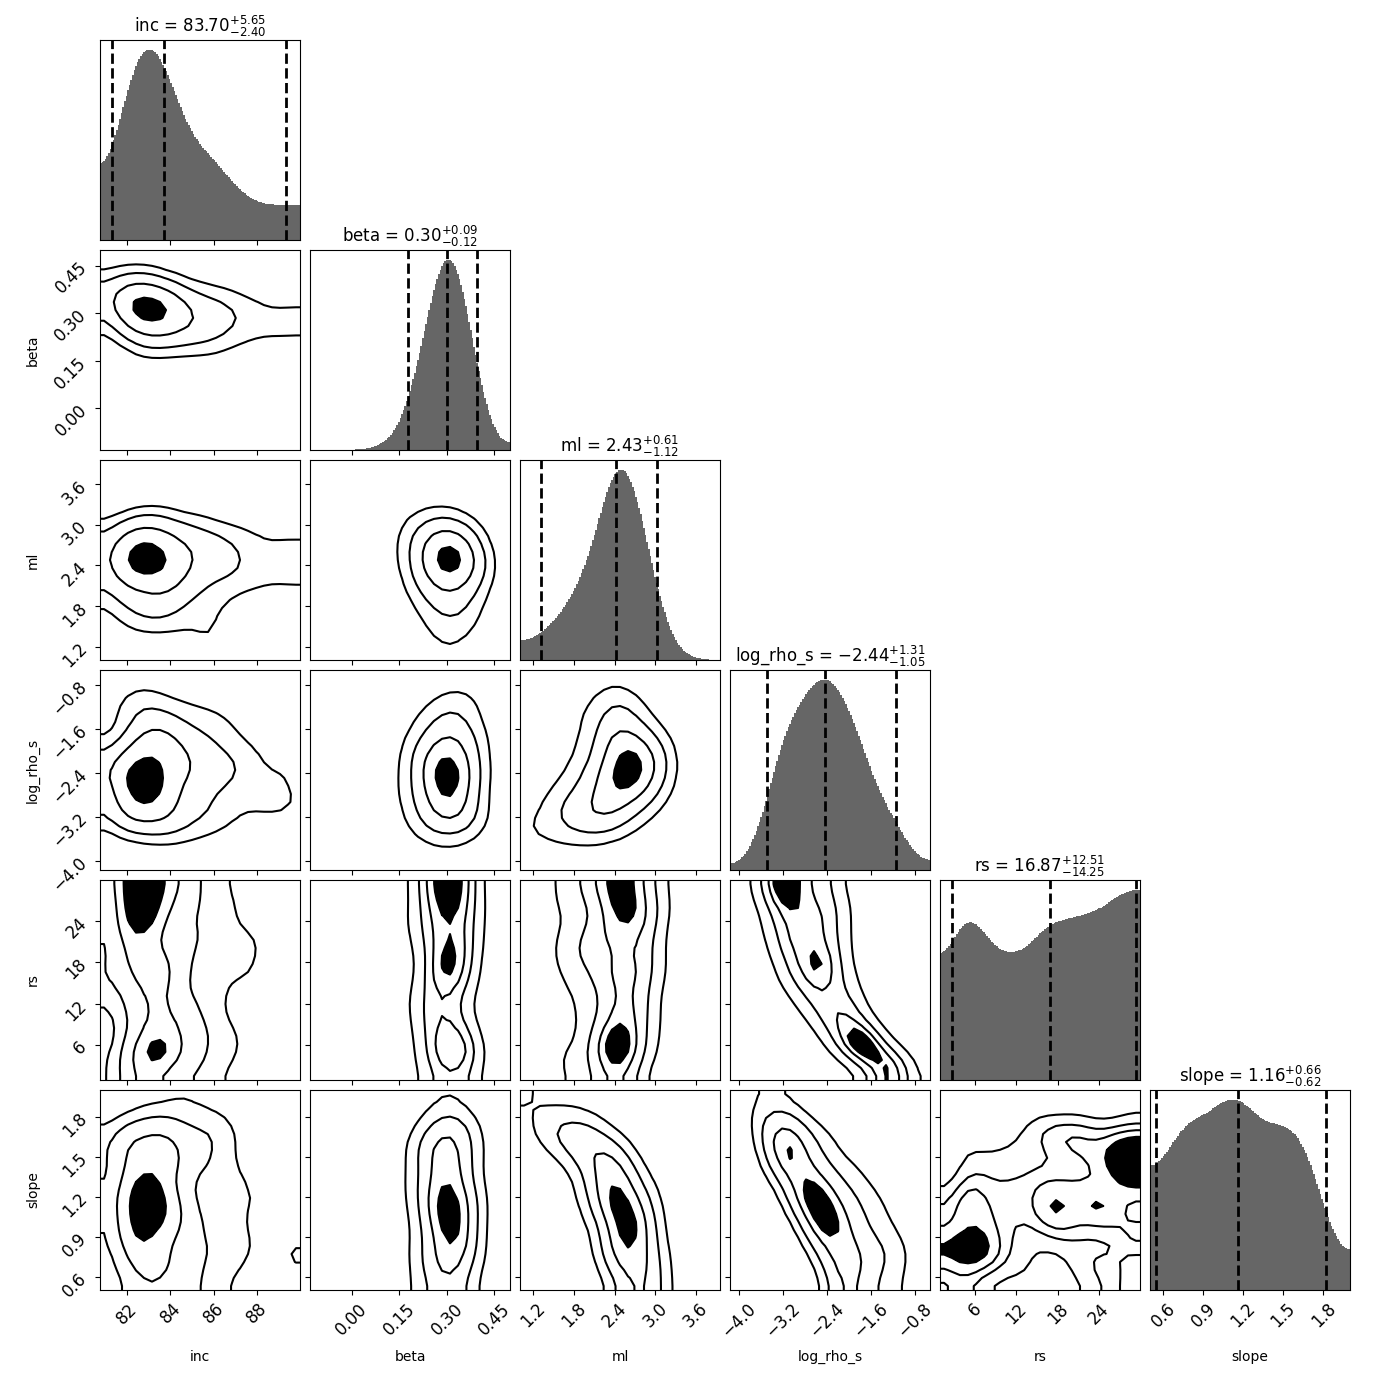 inc = 83.70+5.65−2.40
beta = 0.30+0.09−0.12
0.45
0.30
0.15
0.00
beta
ml = 2.43+0.61−1.12
3.6
3.0
2.4
1.8
1.2
ml
log_rho_s = −2.44+1.31−1.05
−0.8
−1.6
−2.4
−3.2
−4.0
log_rho_s
rs = 16.87+12.51−14.25
24
18
12
6
rs
slope = 1.16+0.66−0.62
1.8
1.5
1.2
0.9
0.6
slope
82 84 86 88 0.00 0.15 0.30 0.45 1.2 1.8 2.4 3.0 3.6 −4.0 −3.2 −2.4 −1.6 −0.8 6 12 18 24 0.6 0.9 1.2 1.5 1.8
inc beta ml log_rho_s rs slope